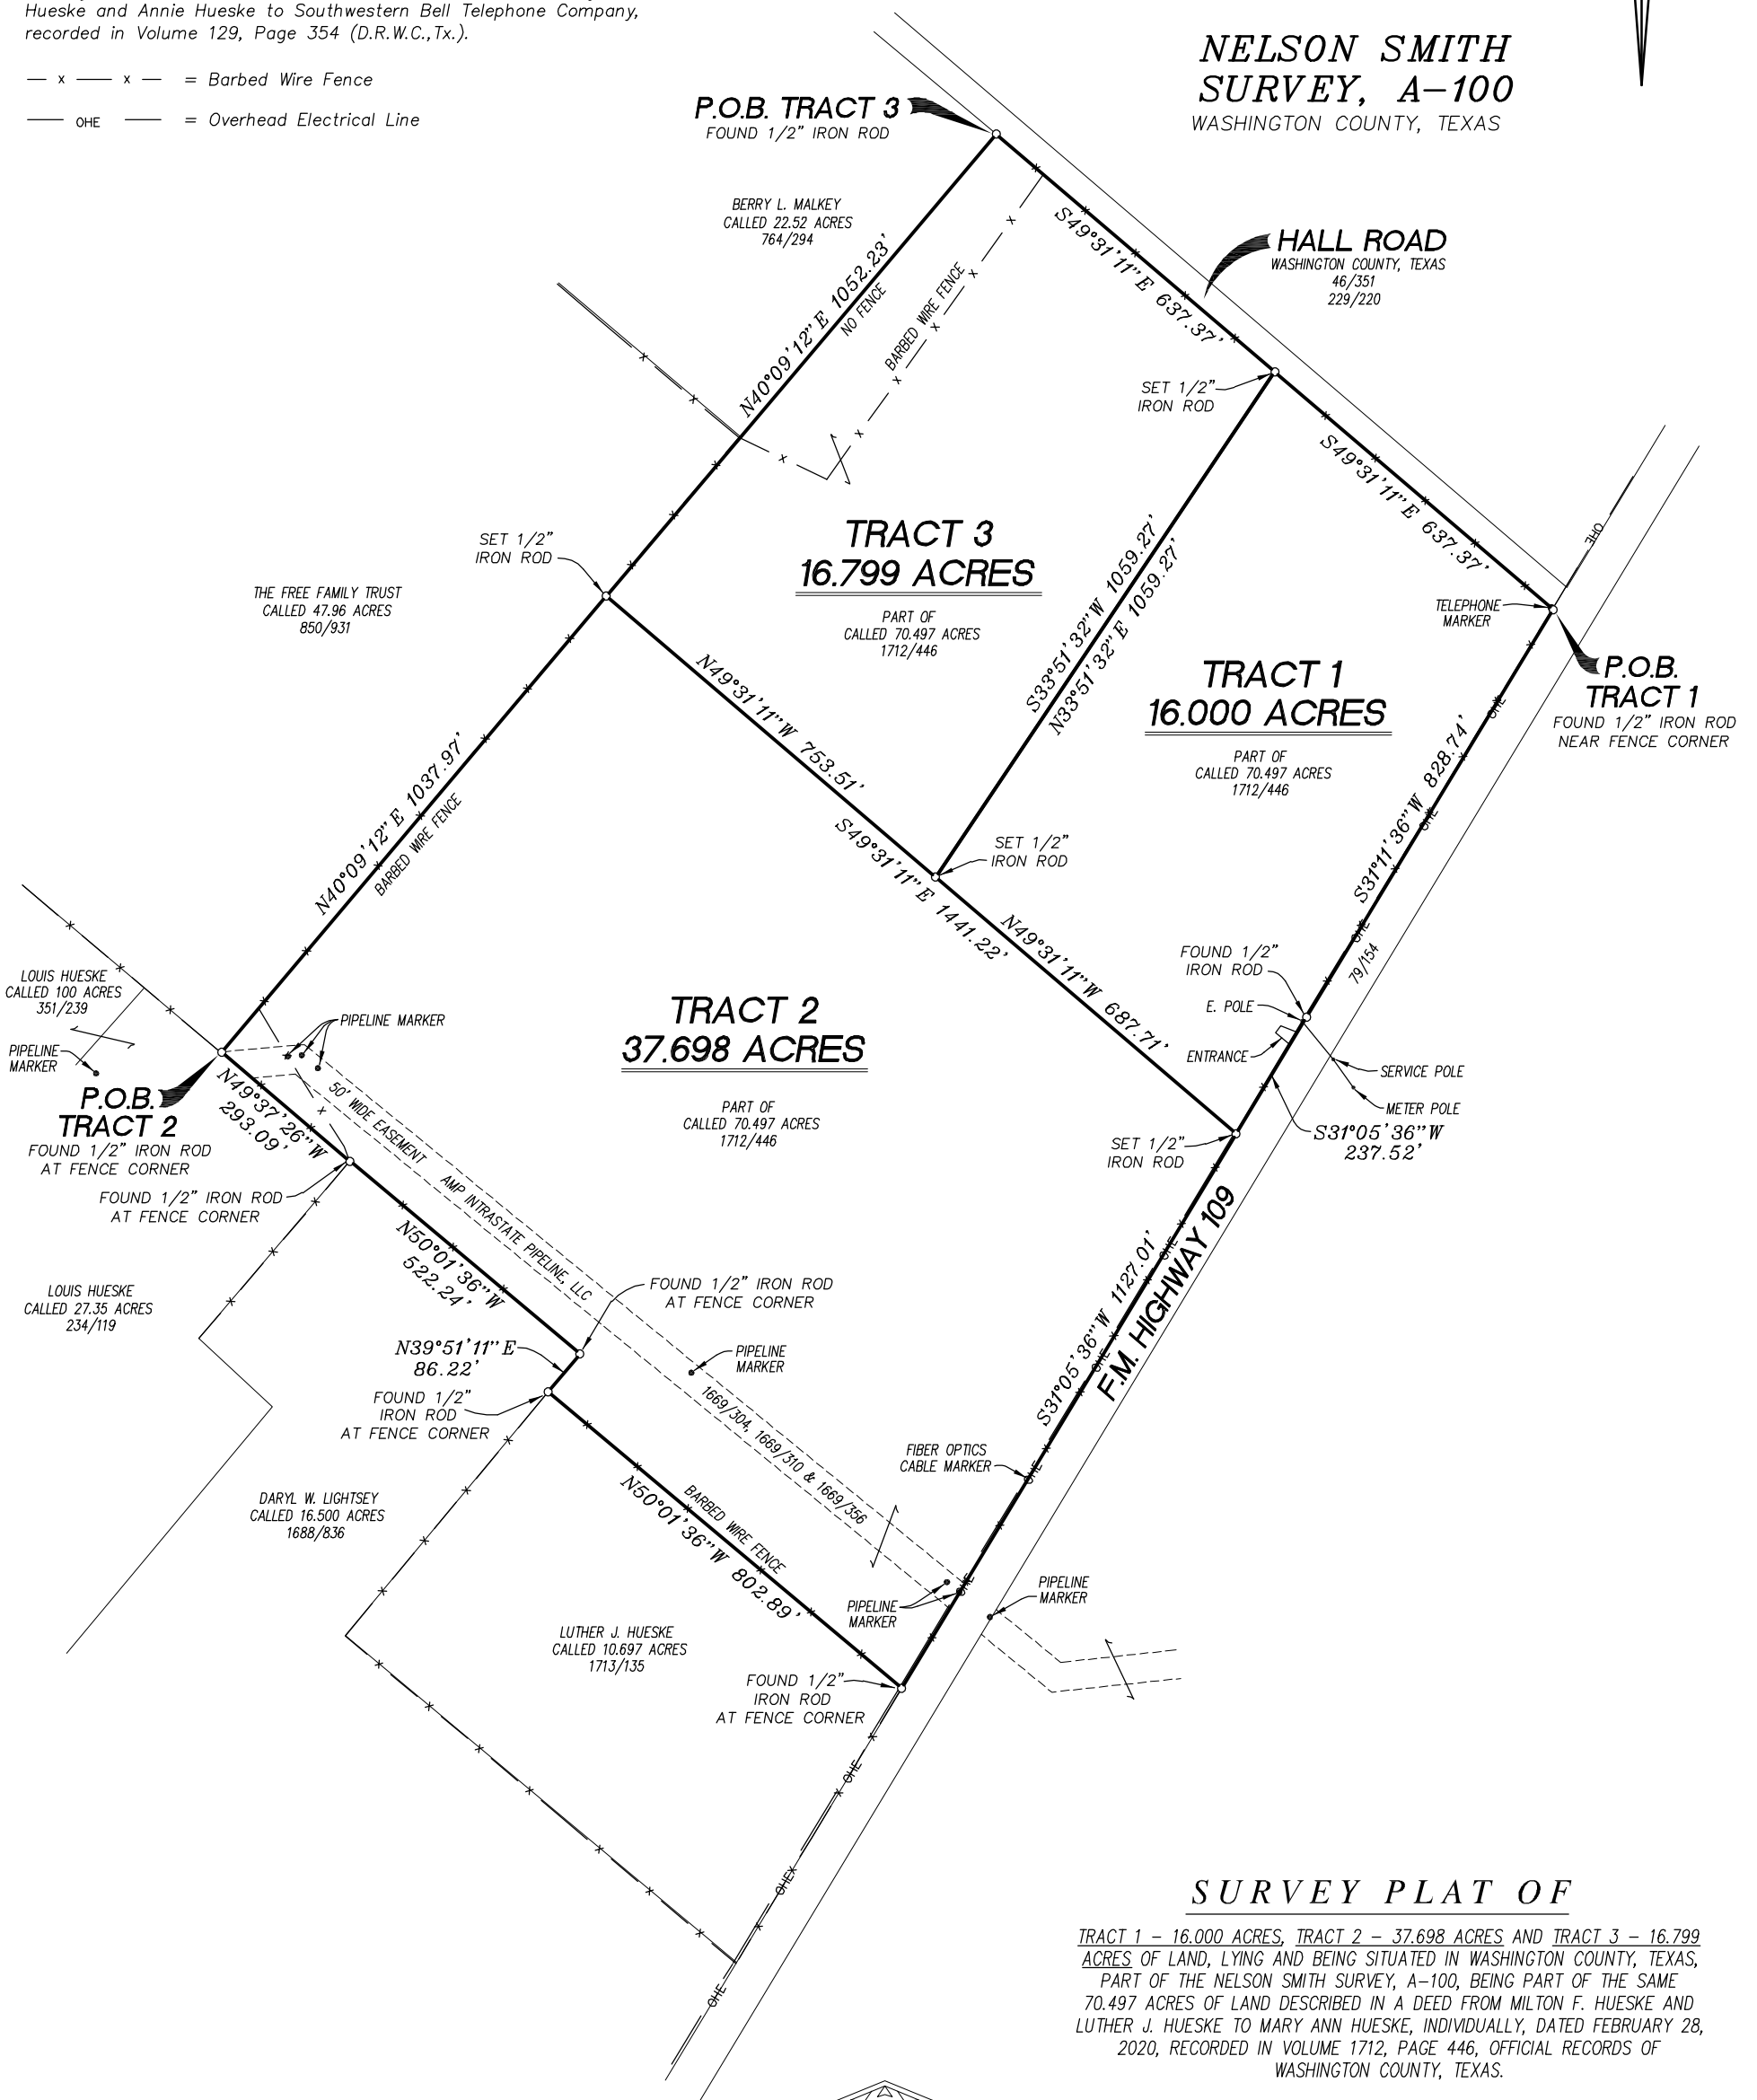 Hueske and Annie Hueske to Southwestern Bell Telephone Company,
recorded in Volume 129, Page 354 (D.R.W.C.,Tx.).
x x = Barbed Wire Fence
OHE = Overhead Electrical Line
NELSON SMITH
SURVEY, A-100
WASHINGTON COUNTY, TEXAS
P.O.B. TRACT 3
FOUND 1/2" IRON ROD
BERRY L. MALKEY
CALLED 22.52 ACRES
764/294
N40°09'12"E 1052.23'
NO FENCE
BARBED WIRE FENCE
S49°31'11"E 637.37'
HALL ROAD
WASHINGTON COUNTY, TEXAS
46/351
229/220
SET 1/2"
IRON ROD
S49°31'11"E 637.37'
OHE
TELEPHONE
MARKER
P.O.B.
TRACT 1
FOUND 1/2" IRON ROD
NEAR FENCE CORNER
SET 1/2"
IRON ROD
TRACT 3
16.799 ACRES
PART OF
CALLED 70.497 ACRES
1712/446
S33°51'32"W 1059.27'
N33°51'32"E 1059.27'
TRACT 1
16.000 ACRES
PART OF
CALLED 70.497 ACRES
1712/446
THE FREE FAMILY TRUST
CALLED 47.96 ACRES
850/931
N49°31'11"W 753.51'
S49°31'11"E 1441.22'
SET 1/2"
IRON ROD
N49°31'11"W 687.71'
N40°09'12"E 1037.97'
BARBED WIRE FENCE
OHE
S31°11'36"W 828.74'
OHE
OHE
79/154
FOUND 1/2"
IRON ROD
E. POLE
ENTRANCE
SERVICE POLE
METER POLE
S31°05'36"W
237.52'
SET 1/2"
IRON ROD
LOUIS HUESKE
CALLED 100 ACRES
351/239
PIPELINE
MARKER
PIPELINE MARKER
P.O.B.
TRACT 2
FOUND 1/2" IRON ROD
AT FENCE CORNER
N49°37'26"W
293.09'
FOUND 1/2" IRON ROD
AT FENCE CORNER
TRACT 2
37.698 ACRES
PART OF
CALLED 70.497 ACRES
1712/446
50' WIDE EASEMENT
AMP INTRASTATE PIPELINE, LLC
N50°01'36"W
522.24'
FOUND 1/2" IRON ROD
AT FENCE CORNER
LOUIS HUESKE
CALLED 27.35 ACRES
234/119
N39°51'11"E
86.22'
FOUND 1/2"
IRON ROD
AT FENCE CORNER
PIPELINE
MARKER
1669/304, 1669/310 & 1669/356
OHE
S31°05'36"W 1127.01'
OHE
F.M. HIGHWAY 109
FIBER OPTICS
CABLE MARKER
OHE
DARYL W. LIGHTSEY
CALLED 16.500 ACRES
1688/836
BARBED WIRE FENCE
N50°01'36"W 802.89'
PIPELINE
MARKER
OHE
PIPELINE
MARKER
LUTHER J. HUESKE
CALLED 10.697 ACRES
1713/135
FOUND 1/2"
IRON ROD
AT FENCE CORNER
OHE
OHE
OHE
SURVEY PLAT OF
TRACT 1 - 16.000 ACRES, TRACT 2 - 37.698 ACRES AND TRACT 3 - 16.799
ACRES OF LAND, LYING AND BEING SITUATED IN WASHINGTON COUNTY, TEXAS,
PART OF THE NELSON SMITH SURVEY, A-100, BEING PART OF THE SAME
70.497 ACRES OF LAND DESCRIBED IN A DEED FROM MILTON F. HUESKE AND
LUTHER J. HUESKE TO MARY ANN HUESKE, INDIVIDUALLY, DATED FEBRUARY 28,
2020, RECORDED IN VOLUME 1712, PAGE 446, OFFICIAL RECORDS OF
WASHINGTON COUNTY, TEXAS.